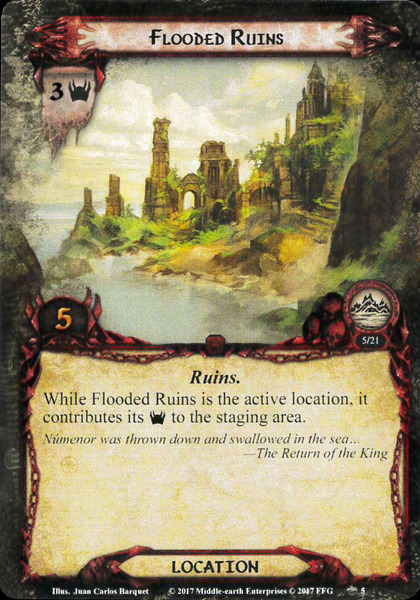 Flooded Ruins
3
5
5/21
Ruins.
While Flooded Ruins is the active location, it
contributes its to the staging area.
Númenor was thrown down and swallowed in the sea…
—The Return of the King
Location
Illus. Juan Carlos Barquet © 2017 Middle-earth Enterprises © 2017 FFG 5